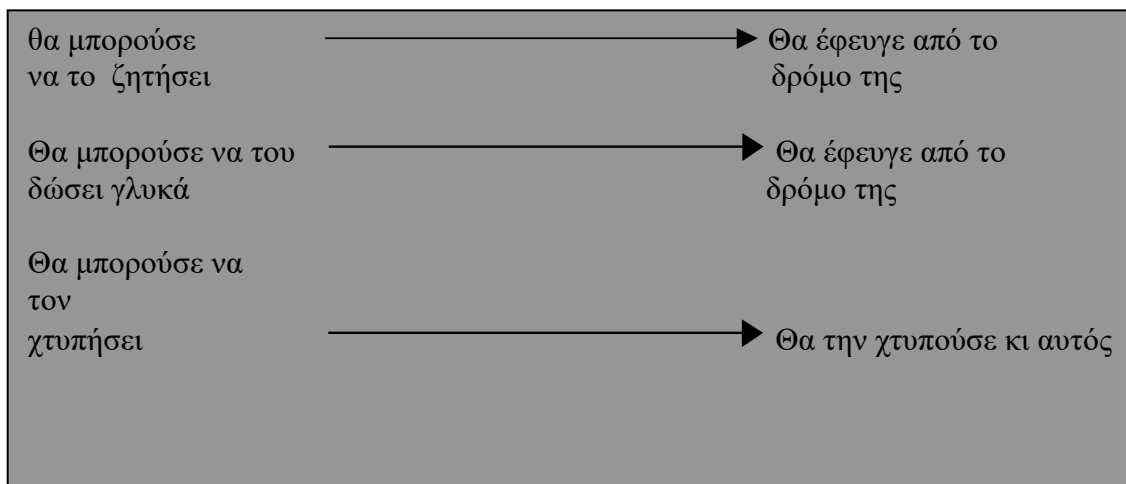 θα μπορούσε
να το ζητήσει
Θα έφευγε από το
δρόμο της
Θα μπορούσε να του
δώσει γλυκά
Θα έφευγε από το
δρόμο της
Θα μπορούσε να
τον
χτυπήσει
Θα την χτυπούσε κι αυτός